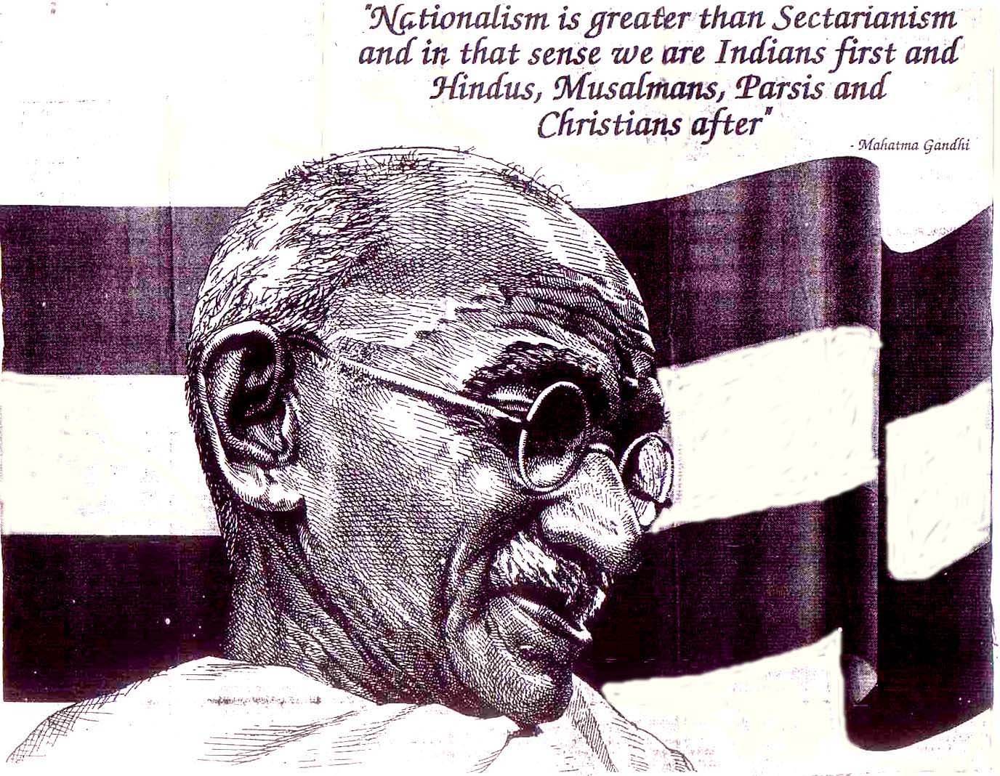 "Nationalism is greater than Sectarianism
and in that sense we are Indians first and
Hindus, Musalmans, Parsis and
Christians after"
- Mahatma Gandhi